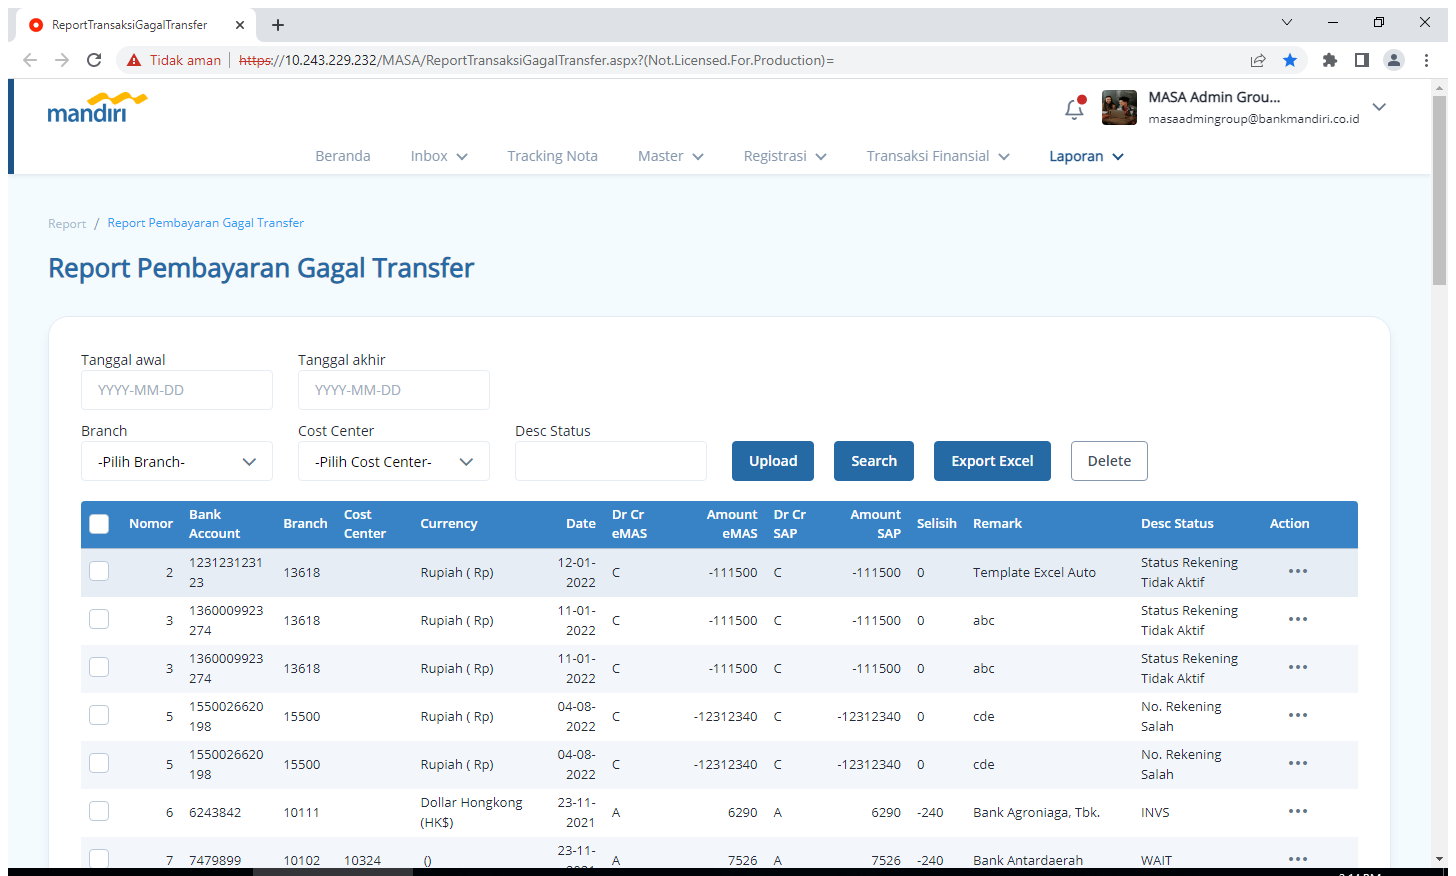 ReportTransaksiGagalTransfer
Tidak aman
https://10.243.229.232/MASA/ReportTransaksiGagalTransfer.aspx?(Not.Licensed.For.Production)=
mandiri
MASA Admin Grou...
masaadmingroup@bankmandiri.co.id
Beranda Inbox Tracking Nota Master Registrasi Transaksi Finansial Laporan
Report / Report Pembayaran Gagal Transfer
Report Pembayaran Gagal Transfer
Tanggal awal Tanggal akhir
YYYY-MM-DD YYYY-MM-DD
Branch Cost Center Desc Status
-Pilih Branch- -Pilih Cost Center- Upload Search Export Excel Delete
Nomor Bank Account Branch Cost Center Currency Date Dr Cr eMAS Amount eMAS Dr Cr SAP Amount SAP Selisih Remark Desc Status Action
2 123123123123 13618 Rupiah ( Rp) 12-01-2022 C -111500 C -111500 0 Template Excel Auto Status Rekening Tidak Aktif
3 1360009923274 13618 Rupiah ( Rp) 11-01-2022 C -111500 C -111500 0 abc Status Rekening Tidak Aktif
3 1360009923274 13618 Rupiah ( Rp) 11-01-2022 C -111500 C -111500 0 abc Status Rekening Tidak Aktif
5 1550026620198 15500 Rupiah ( Rp) 04-08-2022 C -12312340 C -12312340 0 cde No. Rekening Salah
5 1550026620198 15500 Rupiah ( Rp) 04-08-2022 C -12312340 C -12312340 0 cde No. Rekening Salah
6 6243842 10111 Dollar Hongkong (HK$) 23-11-2021 A 6290 A 6290 -240 Bank Agroniaga, Tbk. INVS
7 7479899 10102 10324 () 23-11- A 7526 A 7526 -240 Bank Antardaerah WAIT